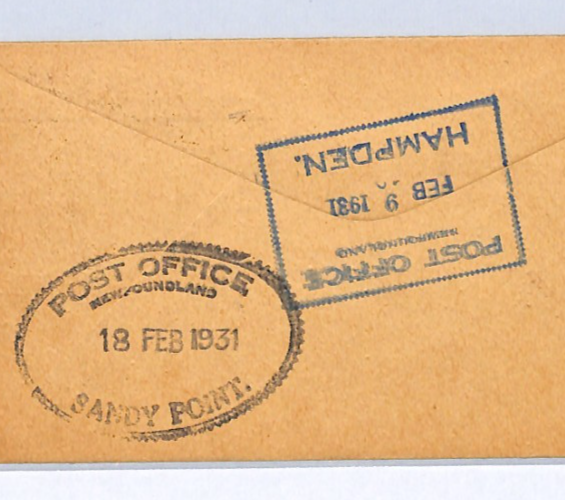 POST OFFICE
NEWFOUNDLAND
FEB 9 1931
HAMPDEN.
POST OFFICE
NEWFOUNDLAND
18 FEB 1931
SANDY POINT.